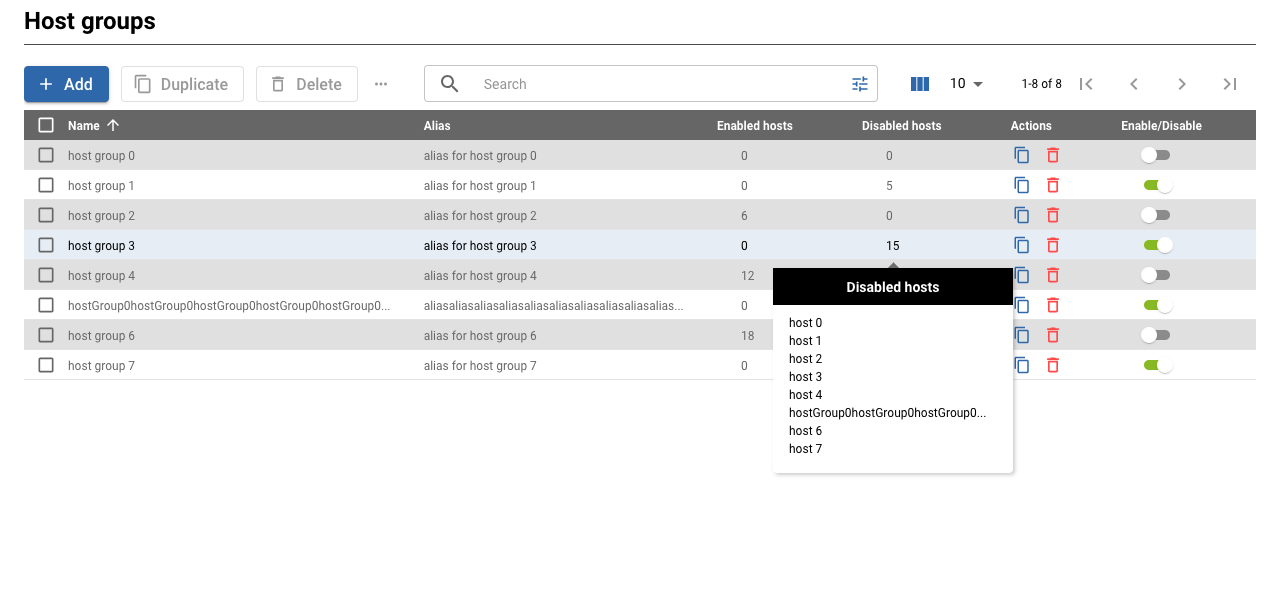 Host groups
Add Duplicate Delete ... Search 10 1-8 of 8
Name Alias Enabled hosts Disabled hosts Actions Enable/Disable
host group 0 alias for host group 0 0 0
host group 1 alias for host group 1 0 5
host group 2 alias for host group 2 6 0
host group 3 alias for host group 3 0 15
host group 4 alias for host group 4 12
hostGroup0hostGroup0hostGroup0hostGroup0hostGroup0... aliasaliasaliasaliasaliasaliasaliasaliasaliasalias... 0
host group 6 alias for host group 6 18
host group 7 alias for host group 7 0
Disabled hosts
host 0
host 1
host 2
host 3
host 4
hostGroup0hostGroup0hostGroup0...
host 6
host 7